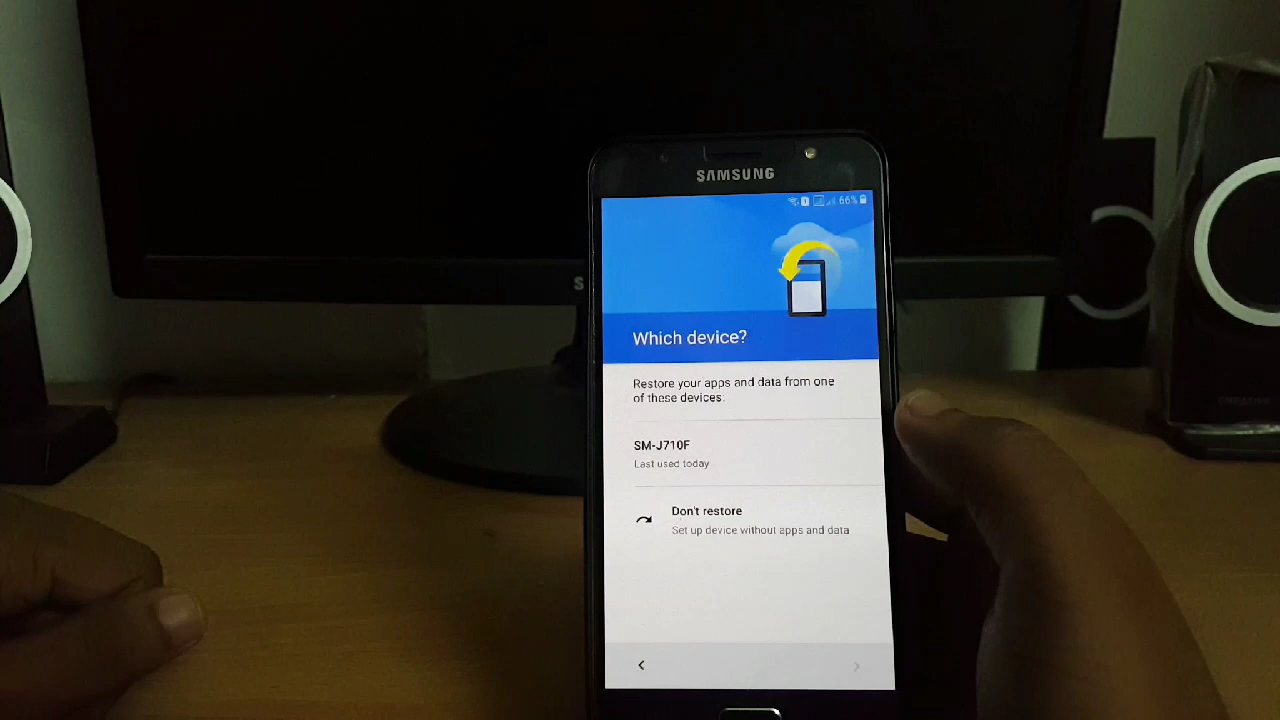 SAMSUNG
66%
Which device?
Restore your apps and data from one
of these devices:
SM-J710F
Last used today
Don't restore
Set up device without apps and data